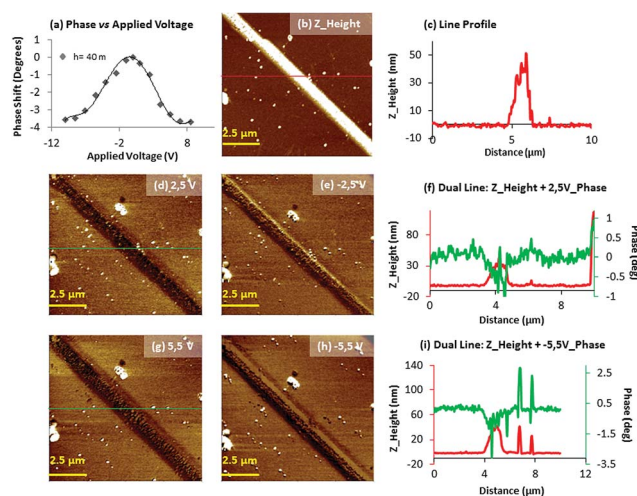 (a) Phase vs Applied Voltage
h= 40 m
Phase Shift (Degrees)
1
0
-1
-2
-3
-4
-12
-2
8
Applied Voltage (V)
(b) Z_Height
2.5 µm
(c) Line Profile
Z_Height (nm)
70
50
30
10
-10
0
5
10
Distance (µm)
(d) 2,5 V
2.5 µm
(e) -2,5 V
2.5 µm
(f) Dual Line: Z_Height + 2,5V_Phase
Z_Height (nm)
80
30
-20
1
0.5
0
-0.5
-1
Phase (deg)
0
4
8
Distance (µm)
(g) 5,5 V
2.5 µm
(h) -5,5 V
2.5 µm
(i) Dual Line: Z_Height + -5,5V_Phase
Z_Height (nm)
140
100
60
20
-20
2.5
0.5
-1.5
-3.5
Phase (deg)
0
4
8
12
Distance (µm)